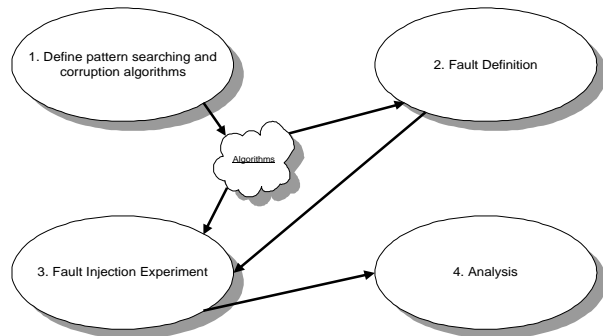 1. Define pattern searching and
corruption algorithms
2. Fault Definition
Algorithms
3. Fault Injection Experiment
4. Analysis